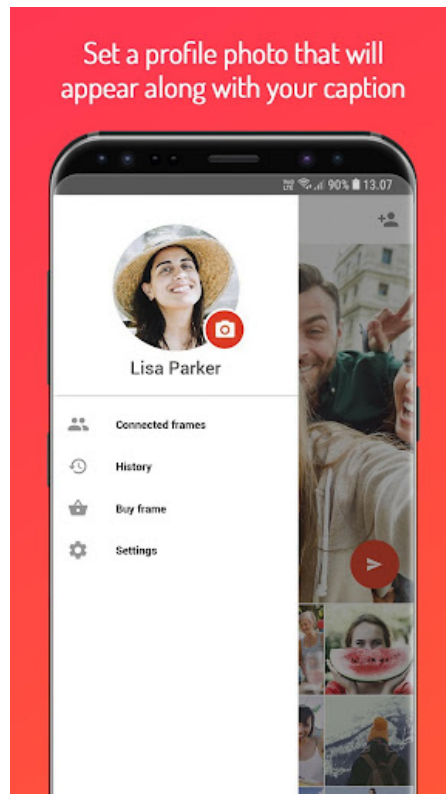 Set a profile photo that will
appear along with your caption
90% 13.07
Lisa Parker
Connected frames
History
Buy frame
Settings